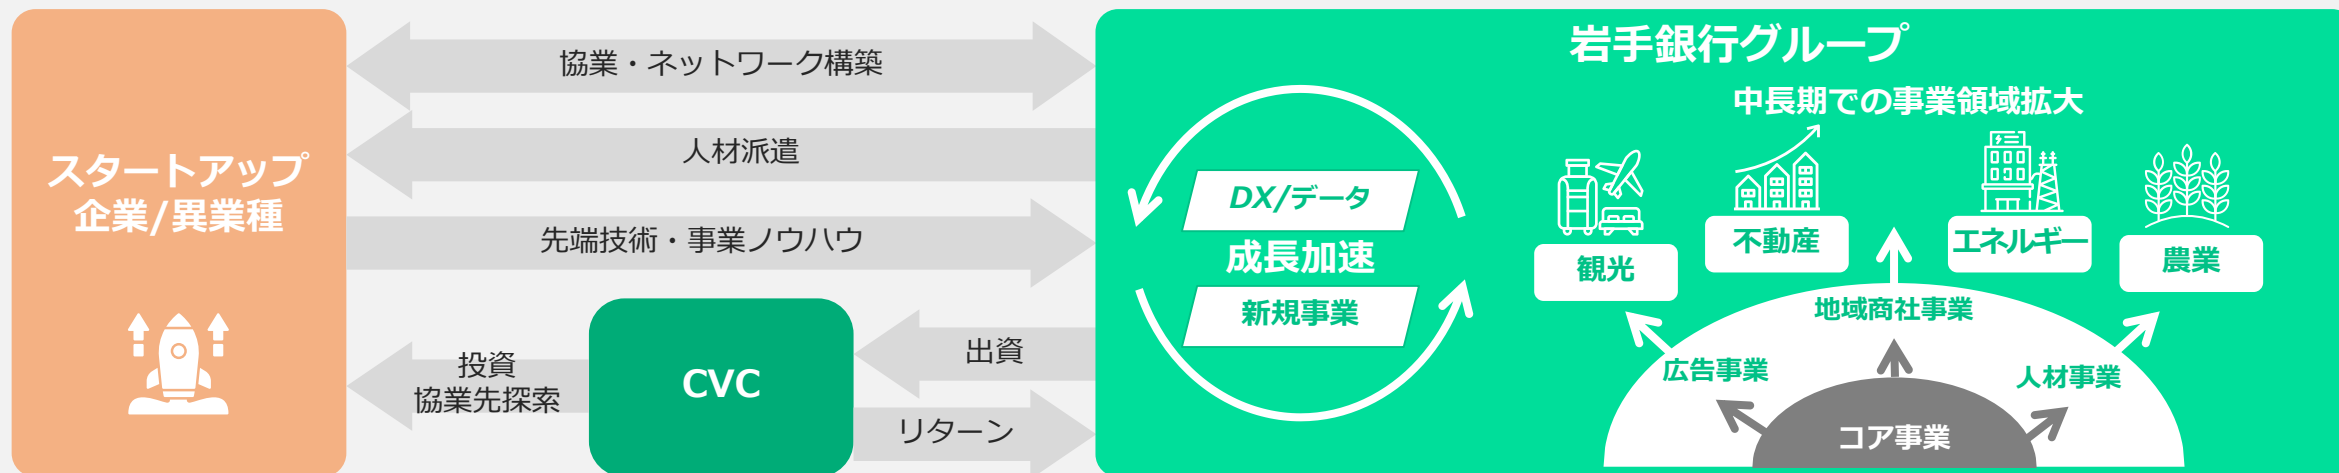 スタートアップ
企業/異業種
協業・ネットワーク構築
人材派遣
先端技術・事業ノウハウ
投資
協業先探索
CVC
出資
リターン
岩手銀行グループ
DX/データ
成長加速
新規事業
中長期での事業領域拡大
観光
不動産
エネルギー
農業
地域商社事業
広告事業
人材事業
コア事業